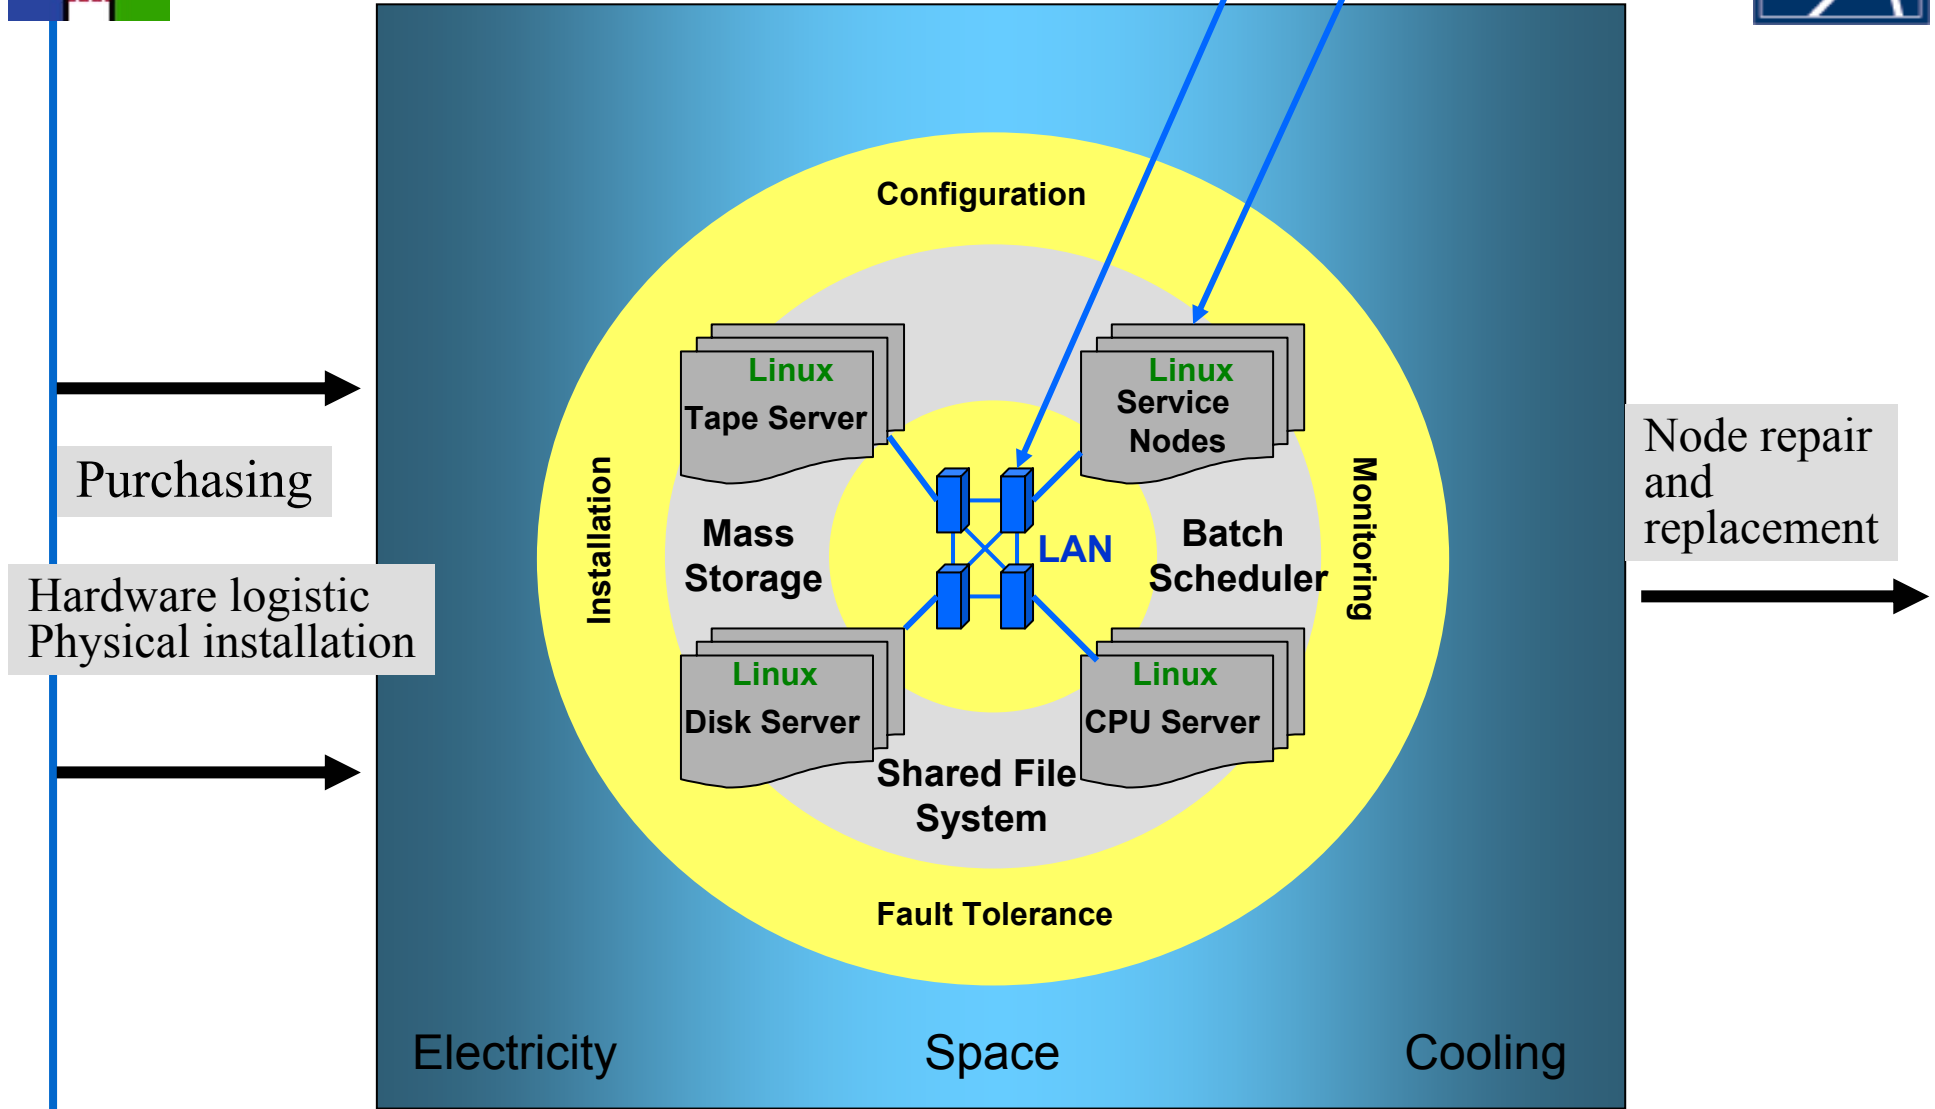 Configuration
Linux
Tape Server
Linux
Service
Nodes
Purchasing
Installation
Mass
Storage
LAN
Batch
Scheduler
Monitoring
Node repair
and
replacement
Hardware logistic
Physical installation
Linux
Disk Server
Linux
CPU Server
Shared File
System
Fault Tolerance
Electricity
Space
Cooling